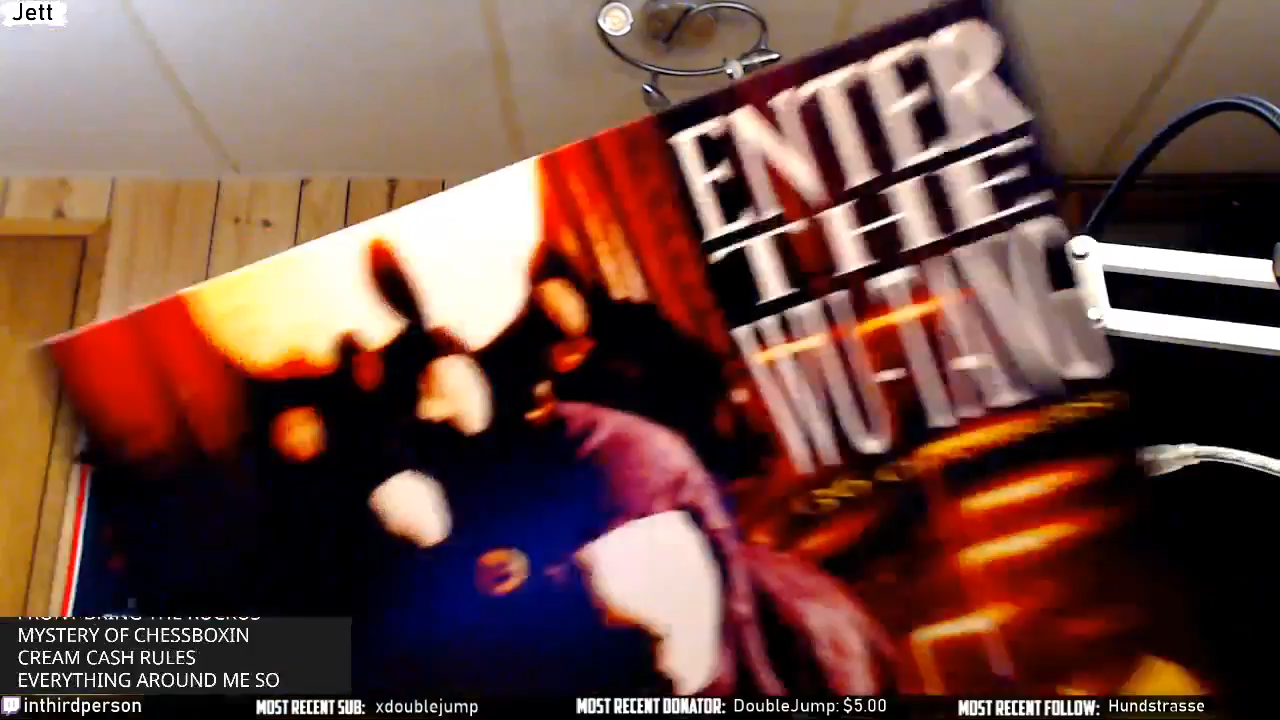 Jett
ENTER
THE
WU-TANG
MYSTERY OF CHESSBOXIN
CREAM CASH RULES
EVERYTHING AROUND ME SO
inthirdperson
MOST RECENT SUB: xdoublejump
MOST RECENT DONATOR: DoubleJump: $5.00
MOST RECENT FOLLOW: Hundstrasse